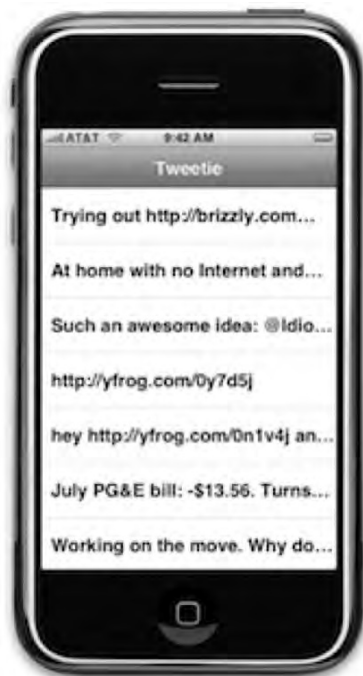 AT&T 9:42 AM
Tweetie
Trying out http://brizzly.com...
At home with no Internet and...
Such an awesome idea: @Idio...
http://yfrog.com/0y7d5j
hey http://yfrog.com/0n1v4j an...
July PG&E bill: -$13.56. Turns...
Working on the move. Why do...